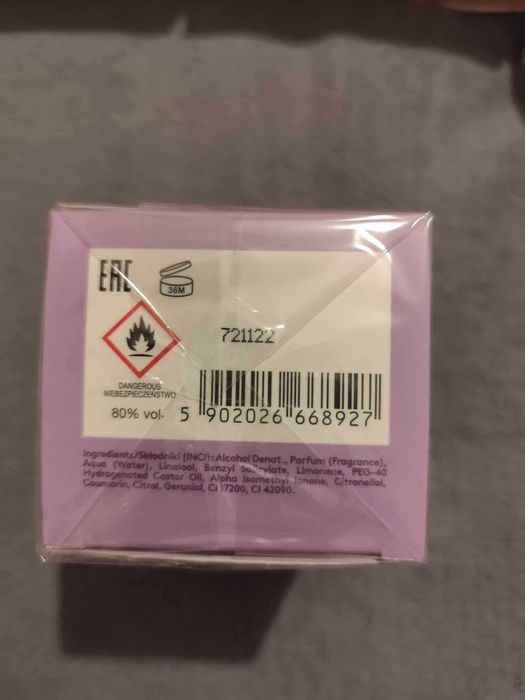 EAC
36M
721122
DANGEROUS
NIEBEZPIECZEŃSTWO
80% vol.
5 902026 668927
Ingredients/Składniki (INCI): Alcohol Denat., Parfum (Fragrance),
Aqua (Water), Linalool, Benzyl Salicylate, Limonene, PEG-40
Hydrogenated Castor Oil, Alpha Isomethyl Ionone, Citronellol,
Coumarin, Citral, Geraniol, CI 17200, CI 42090.